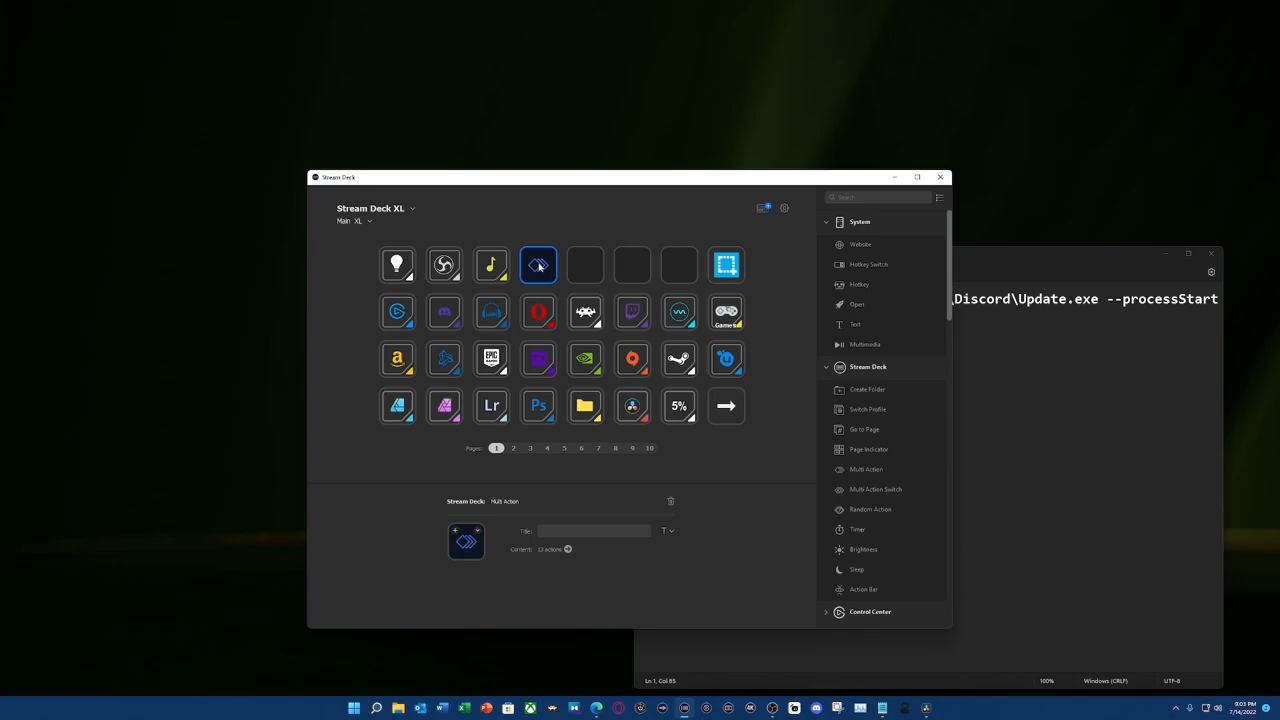 Stream Deck
Stream Deck XL
Main XL
Search
System
Website
Hotkey Switch
Hotkey
Open
Text
Multimedia
Stream Deck
Create Folder
Switch Profile
Go to Page
Page Indicator
Multi Action
Multi Action Switch
Random Action
Timer
Brightness
Sleep
Action Bar
Control Center
Games
EPIC
GAMES
Lr
Ps
5%
Pages: 1 2 3 4 5 6 7 8 9 10
Stream Deck: Multi Action
Title:
T
Content: 13 actions
\Discord\Update.exe --processStart
Ln 1, Col 85
100%
Windows (CRLF)
UTF-8
9:03 PM
7/14/2022